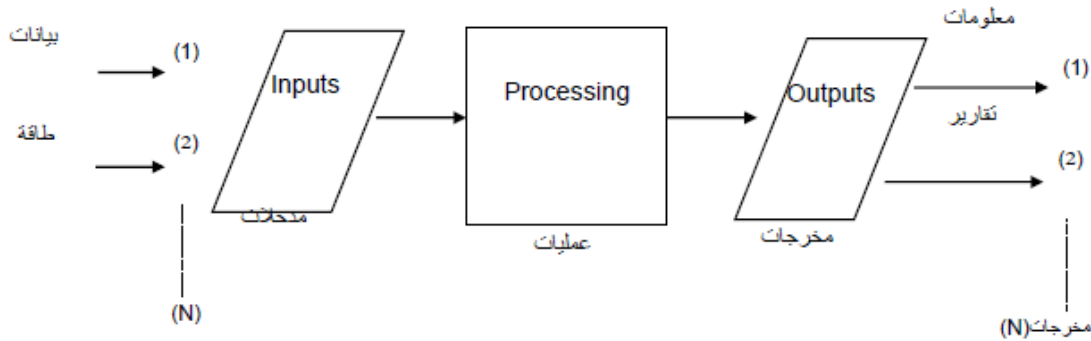 بيانات
(1)
Inputs
Processing
Outputs
معلومات
(1)
طاقة
(2)
تقارير
(2)
مدخلات
عمليات
مخرجات
(N)
مخرجات(N)